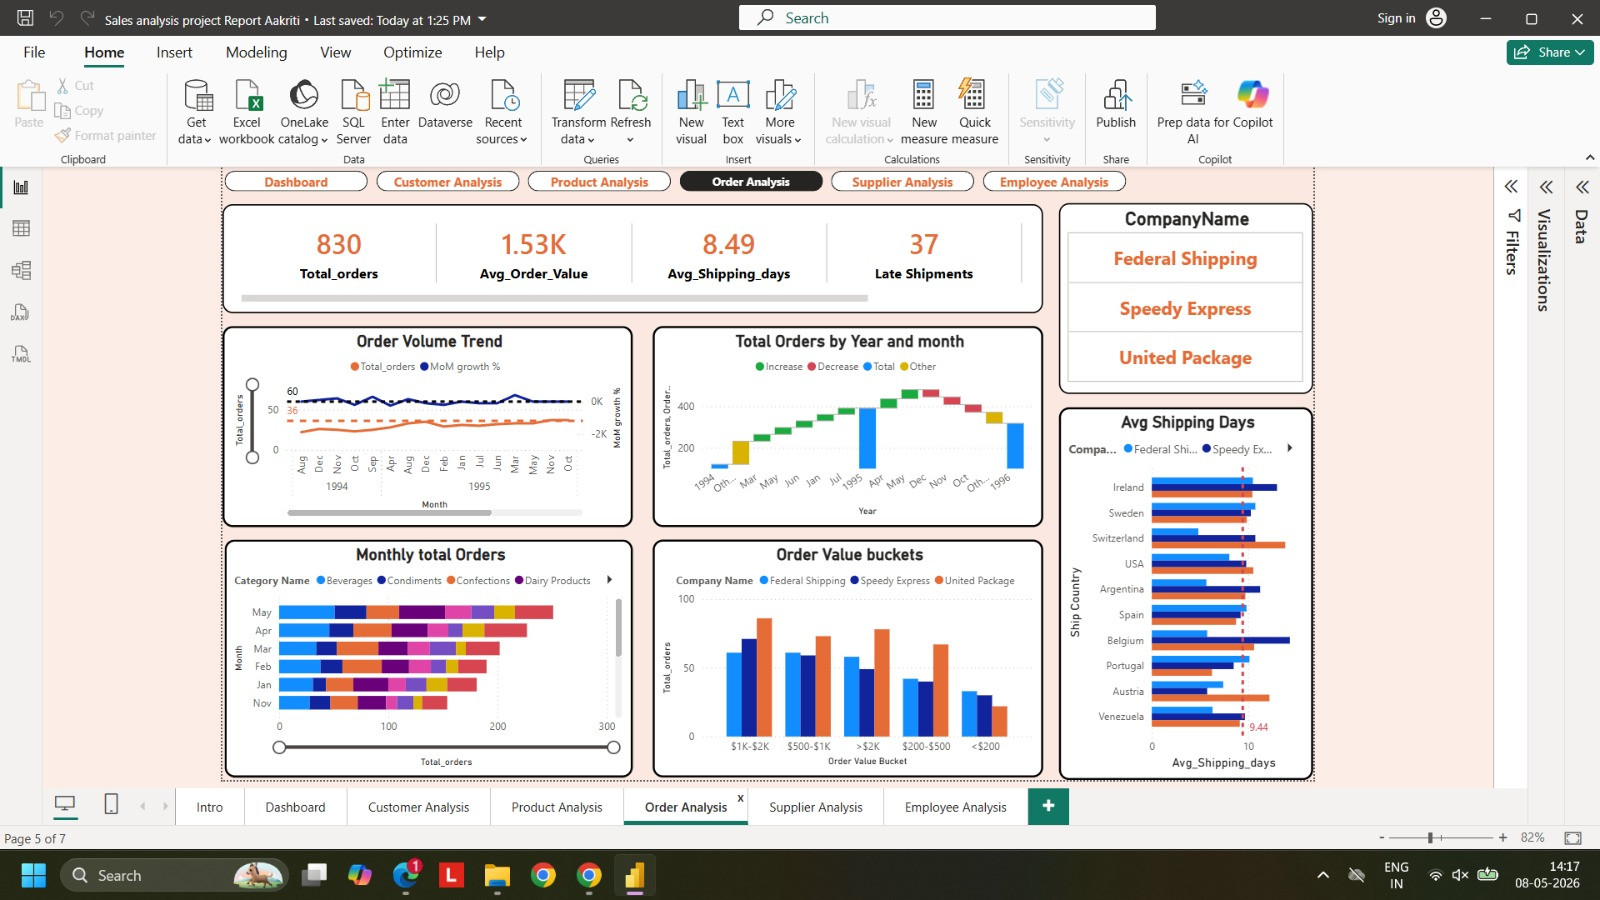 Sales analysis project Report Aakriti • Last saved: Today at 1:25 PM
Search
Sign in
File
Home
Insert
Modeling
View
Optimize
Help
Share
Paste
Cut
Copy
Format painter
Clipboard
Get data
Excel workbook
OneLake catalog
SQL Server
Enter data
Dataverse
Recent sources
Data
Transform data
Refresh
Queries
New visual
Text box
More visuals
Insert
New visual calculation
New measure
Quick measure
Calculations
Sensitivity
Sensitivity
Publish
Share
Prep data for AI
Copilot
Copilot
Dashboard
Customer Analysis
Product Analysis
Order Analysis
Supplier Analysis
Employee Analysis
830
Total_orders
1.53K
Avg_Order_Value
8.49
Avg_Shipping_days
37
Late Shipments
CompanyName
Federal Shipping
Speedy Express
United Package
Filters
Visualizations
Data
Order Volume Trend
Total_orders MoM growth %
Total_orders
60
50
36
0
0K
-2K
MoM growth %
Aug Dec Nov Oct Sep Apr Aug Dec Feb Jan Jul Jun Mar May Nov Oct
1994 1995
Month
Total Orders by Year and month
Increase Decrease Total Other
Total_orders, Order...
400
200
1994 Oth... Mar May Jun Jan Jul 1995 Apr May Dec Nov Oct Oth... 1996
Year
Avg Shipping Days
Compa... Federal Shi... Speedy Ex...
Ship Country
Ireland
Sweden
Switzerland
USA
Argentina
Spain
Belgium
Portugal
Austria
Venezuela
9.44
0 10
Avg_Shipping_days
Monthly total Orders
Category Name Beverages Condiments Confections Dairy Products
Month
May
Apr
Mar
Feb
Jan
Nov
0 100 200 300
Total_orders
Order Value buckets
Company Name Federal Shipping Speedy Express United Package
Total_orders
100
50
0
$1K-$2K $500-$1K >$2K $200-$500 <$200
Order Value Bucket
Intro
Dashboard
Customer Analysis
Product Analysis
Order Analysis
x
Supplier Analysis
Employee Analysis
+
Page 5 of 7
- + 82%
Search
1
L
ENG
IN
14:17
08-05-2026
DAX
TMDL